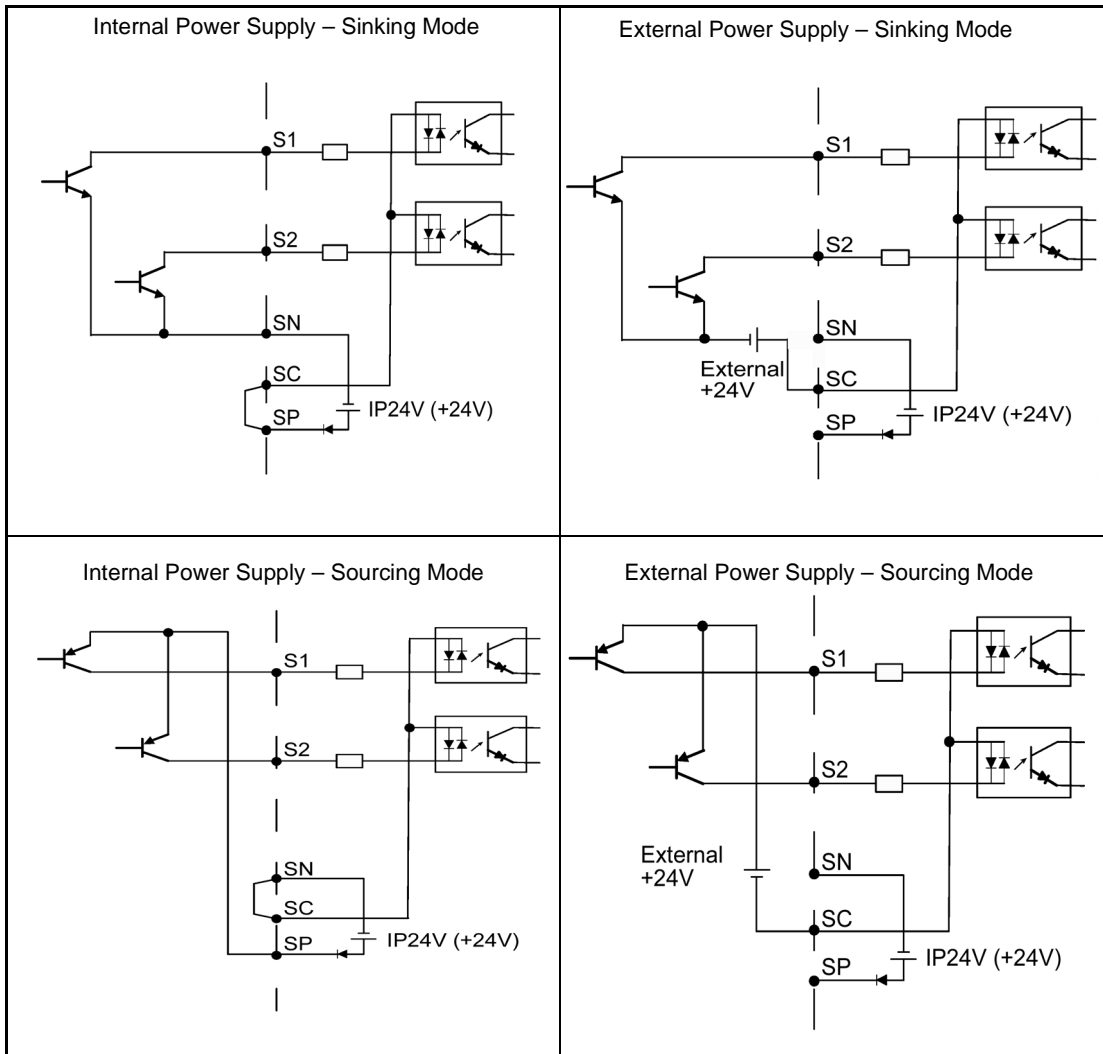 Internal Power Supply – Sinking Mode
S1
S2
SN
SC
SP
IP24V (+24V)
External Power Supply – Sinking Mode
S1
S2
SN
External
+24V
SC
IP24V (+24V)
SP
Internal Power Supply – Sourcing Mode
S1
S2
SN
SC
SP
IP24V (+24V)
External Power Supply – Sourcing Mode
S1
S2
External
+24V
SN
SC
IP24V (+24V)
SP